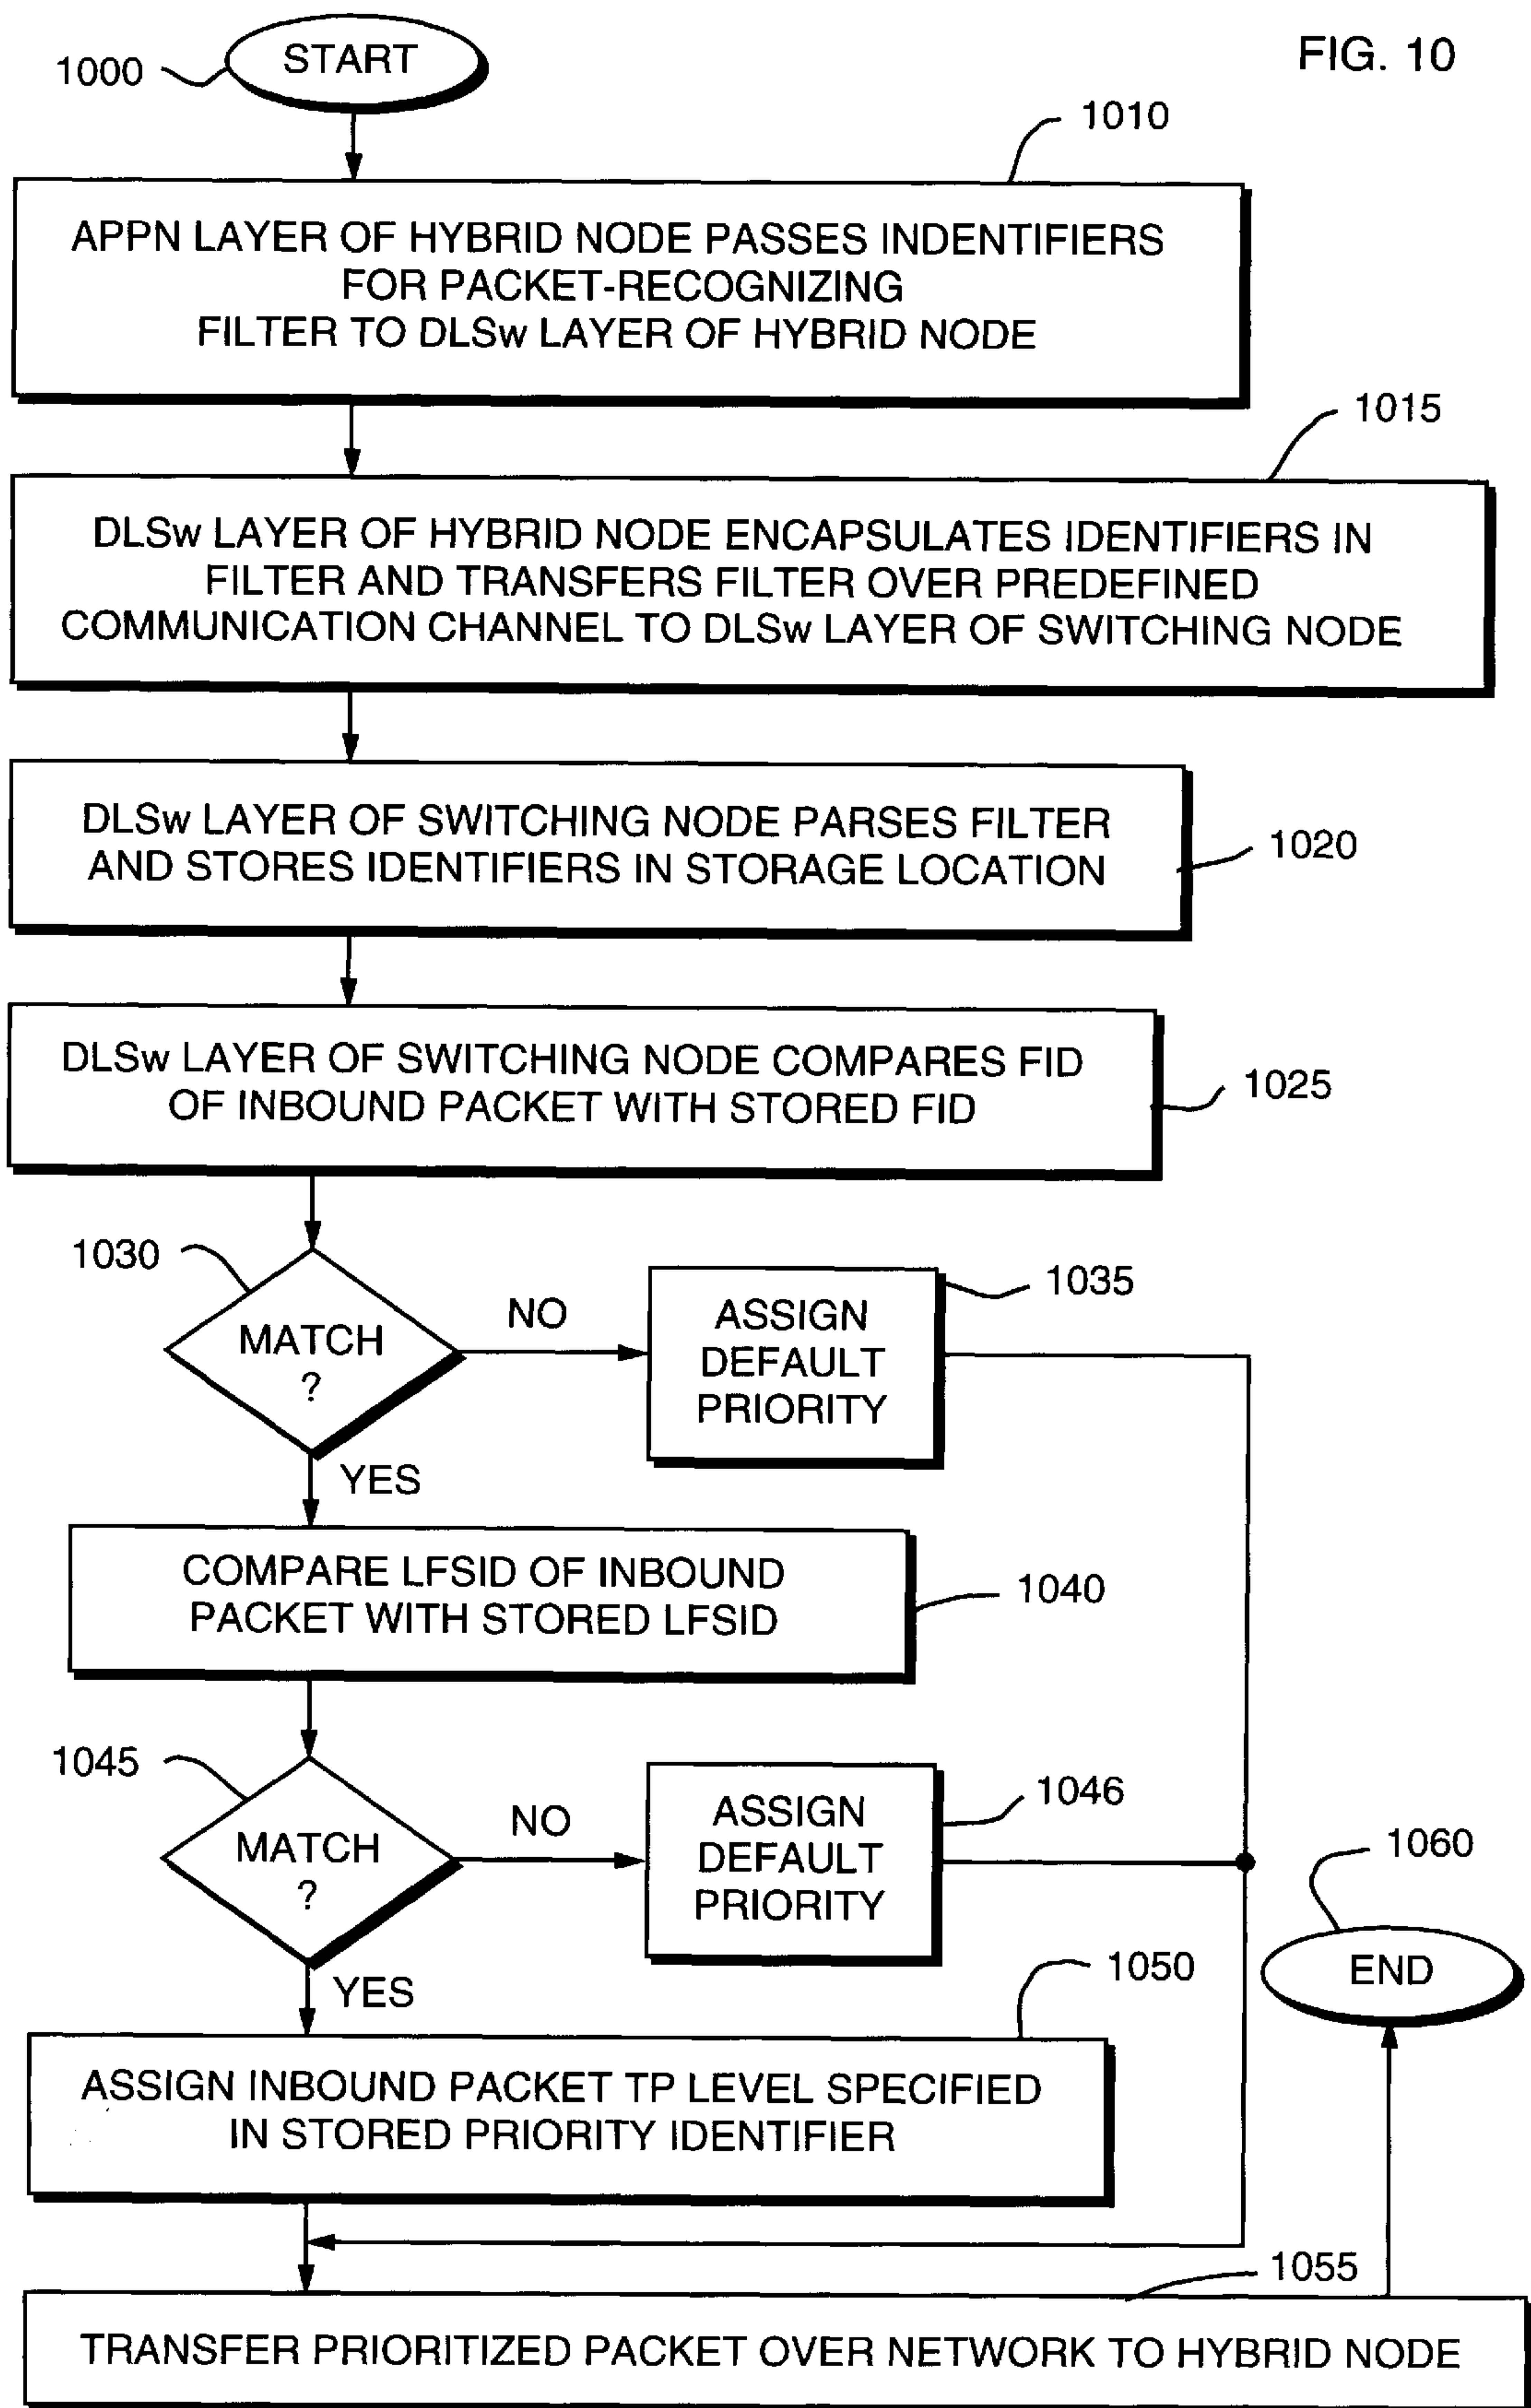 FIG. 10
1000
START
1010
APPN LAYER OF HYBRID NODE PASSES INDENTIFIERS
FOR PACKET-RECOGNIZING
FILTER TO DLSw LAYER OF HYBRID NODE
1015
DLSw LAYER OF HYBRID NODE ENCAPSULATES IDENTIFIERS IN
FILTER AND TRANSFERS FILTER OVER PREDEFINED
COMMUNICATION CHANNEL TO DLSw LAYER OF SWITCHING NODE
DLSw LAYER OF SWITCHING NODE PARSES FILTER
AND STORES IDENTIFIERS IN STORAGE LOCATION
1020
DLSw LAYER OF SWITCHING NODE COMPARES FID
OF INBOUND PACKET WITH STORED FID
1025
1030
MATCH
?
NO
1035
ASSIGN
DEFAULT
PRIORITY
YES
COMPARE LFSID OF INBOUND
PACKET WITH STORED LFSID
1040
1045
MATCH
?
NO
1046
ASSIGN
DEFAULT
PRIORITY
1060
END
YES
1050
ASSIGN INBOUND PACKET TP LEVEL SPECIFIED
IN STORED PRIORITY IDENTIFIER
1055
TRANSFER PRIORITIZED PACKET OVER NETWORK TO HYBRID NODE